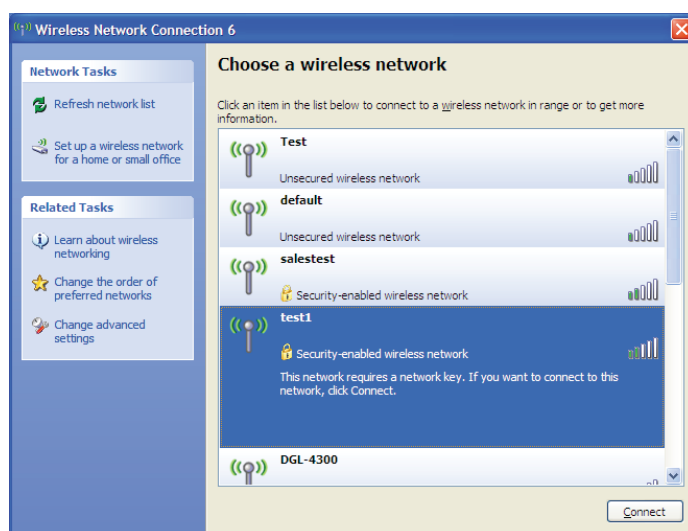 Wireless Network Connection 6
Network Tasks
Refresh network list
Set up a wireless network
for a home or small office
Related Tasks
Learn about wireless
networking
Change the order of
preferred networks
Change advanced
settings
Choose a wireless network
Click an item in the list below to connect to a wireless network in range or to get more
information.
Test
Unsecured wireless network
default
Unsecured wireless network
salestest
Security-enabled wireless network
test1
Security-enabled wireless network
This network requires a network key. If you want to connect to this
network, click Connect.
DGL-4300
Connect